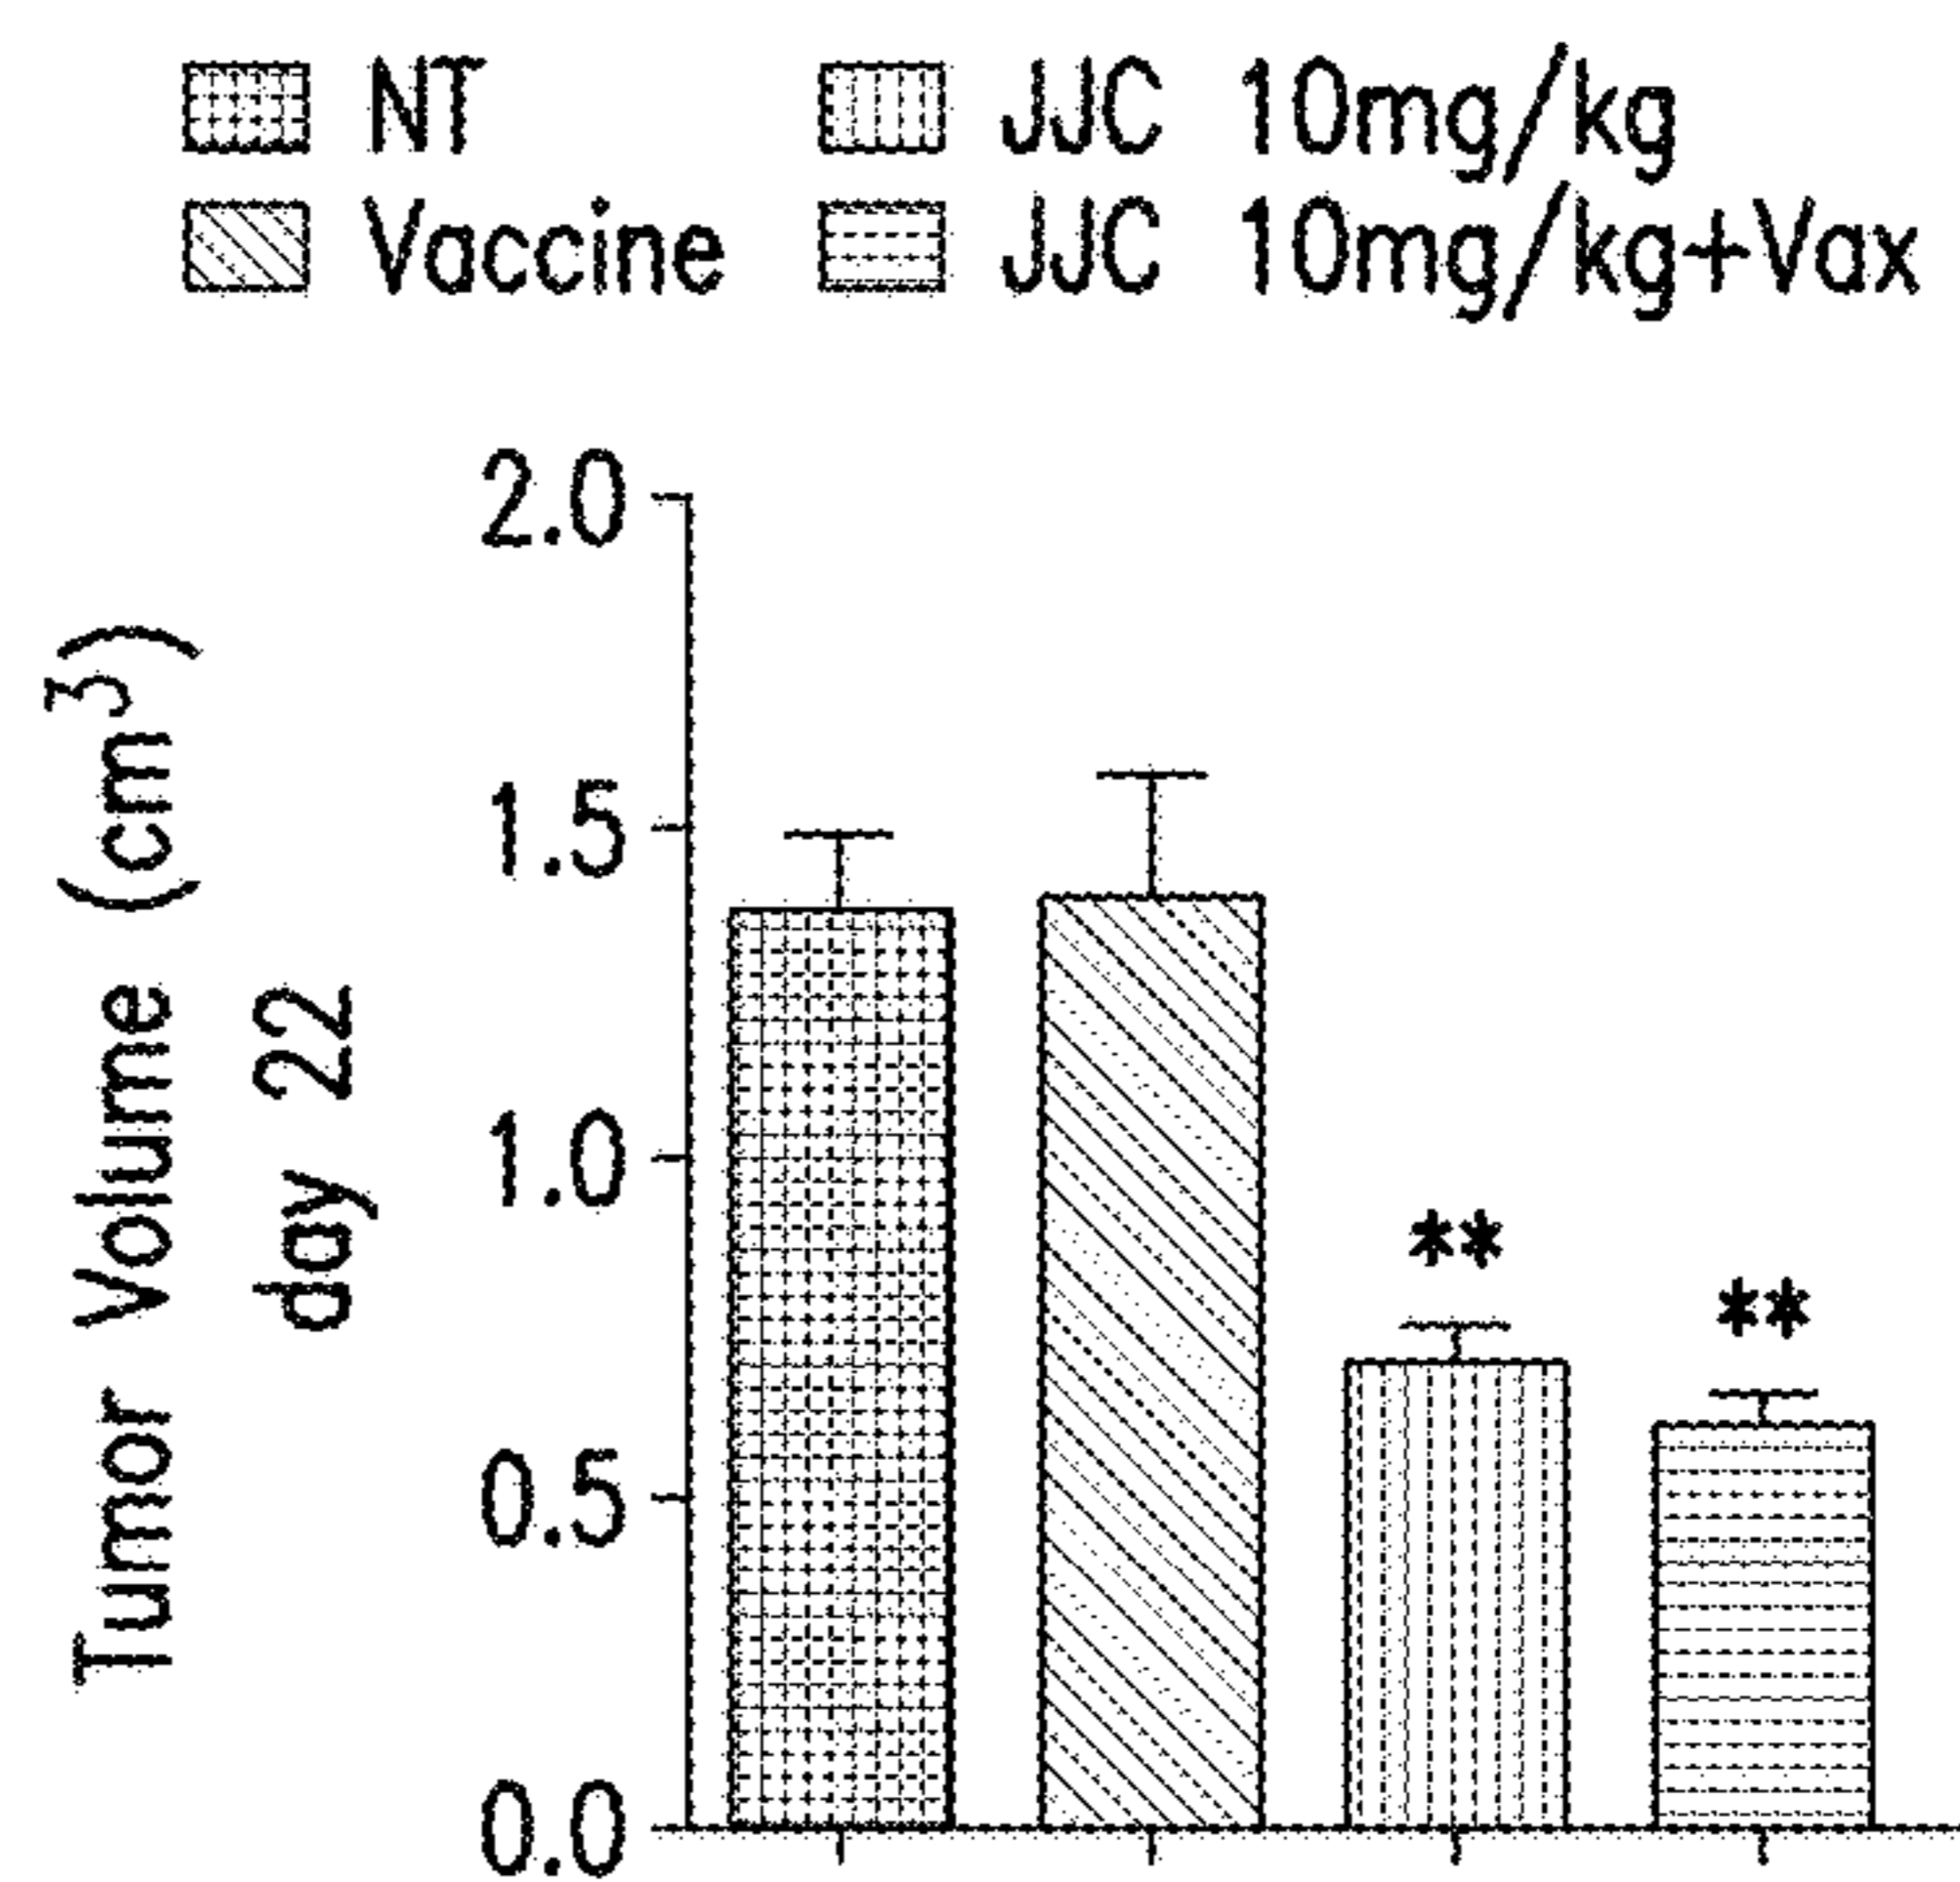 NT
JJC 10mg/kg
Vaccine
JJC 10mg/kg+Vax
Tumor Volume (cm³)
day 22
2.0
1.5
1.0
0.5
0.0
**
**